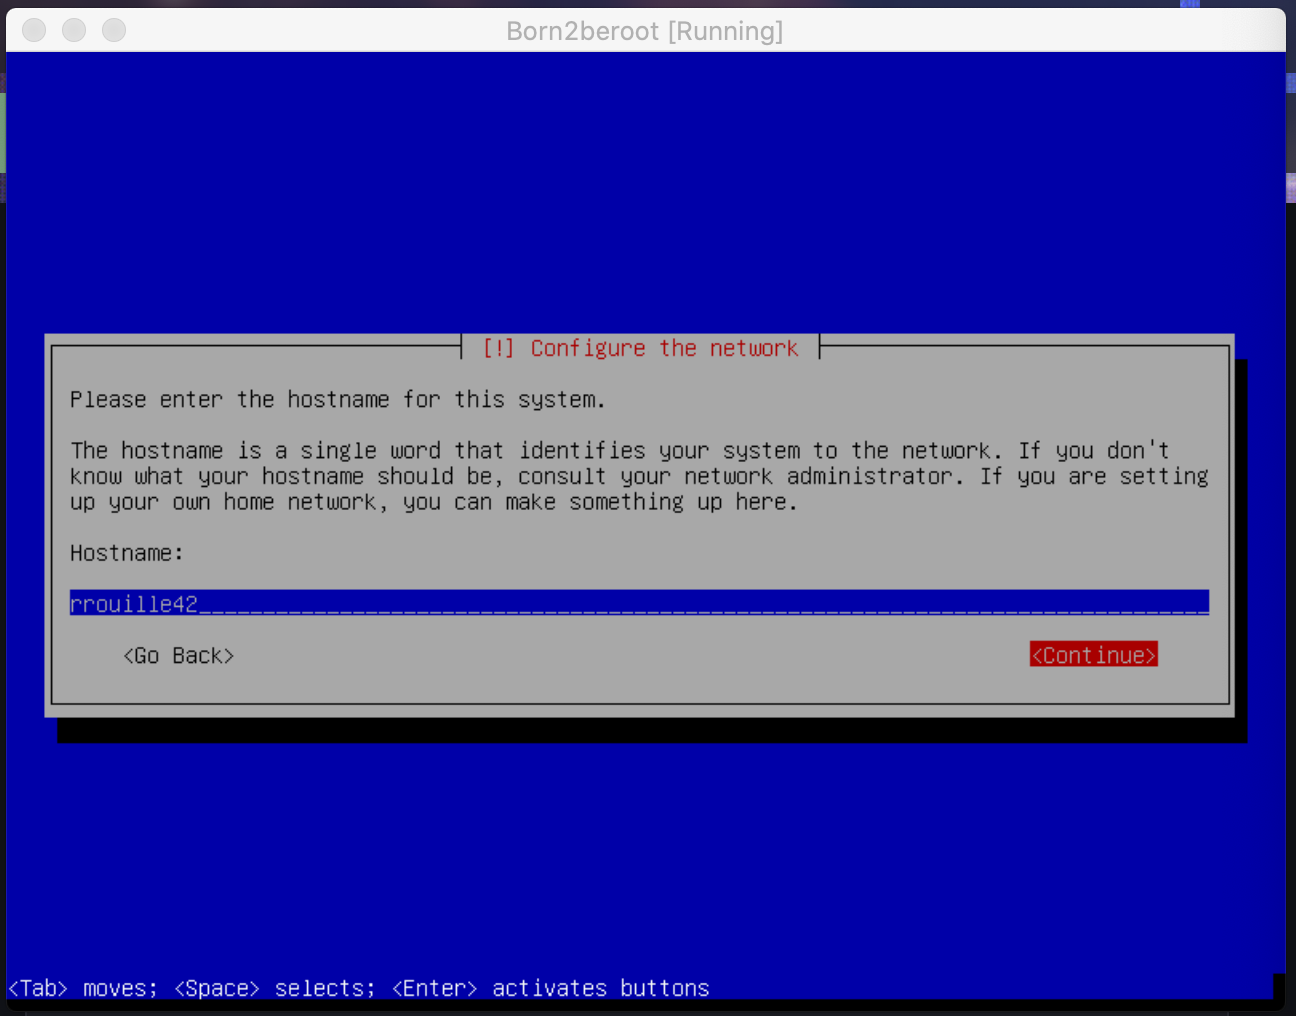 Born2beroot [Running]
[!] Configure the network
Please enter the hostname for this system.
The hostname is a single word that identifies your system to the network. If you don't
know what your hostname should be, consult your network administrator. If you are setting
up your own home network, you can make something up here.
Hostname:
rrouille42_______________________________________________________________________________
<Go Back> <Continue>
<Tab> moves; <Space> selects; <Enter> activates buttons